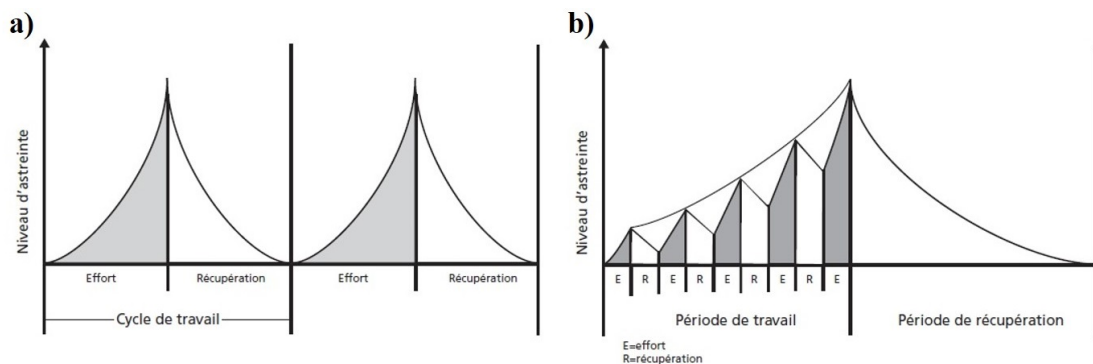 a)
Niveau d'astreinte
Effort
Récupération
Effort
Récupération
Cycle de travail
b)
Niveau d'astreinte
E R E R E R E R E
Période de travail
Période de récupération
E=effort
R=récupération